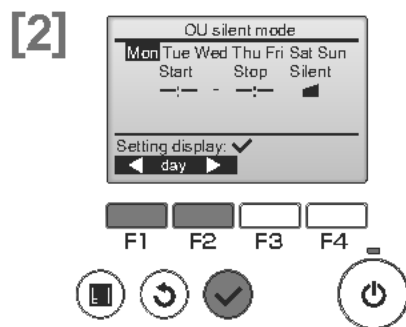 [2]
OU silent mode
Mon Tue Wed Thu Fri Sat Sun
Start Stop Silent
--:-- - --:--
Setting display:✔
◀ day ▶
F1 F2 F3 F4